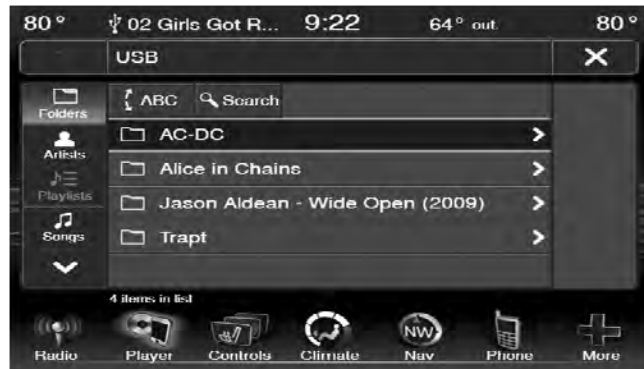 80° 02 Girls Got R... 9:22 64° out 80°
USB
ABC Search
Folders
AC-DC
Artists
Alice in Chains
Playlists
Jason Aldean - Wide Open (2009)
Songs
Trapt
4 items in list
Radio Player Controls Climate NW Nav Phone More